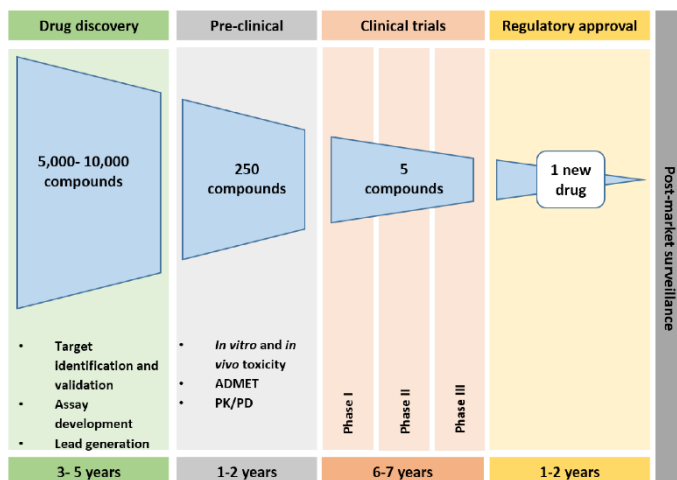 Drug discovery
Pre-clinical
Clinical trials
Regulatory approval
5,000- 10,000
compounds
250
compounds
5
compounds
1 new
drug
Post-market surveillance
• Target
Identification and
validation
• Assay
development
• Lead generation
• In vitro and in
vivo toxicity
• ADMET
• PK/PD
Phase I
Phase II
Phase III
3- 5 years
1-2 years
6-7 years
1-2 years